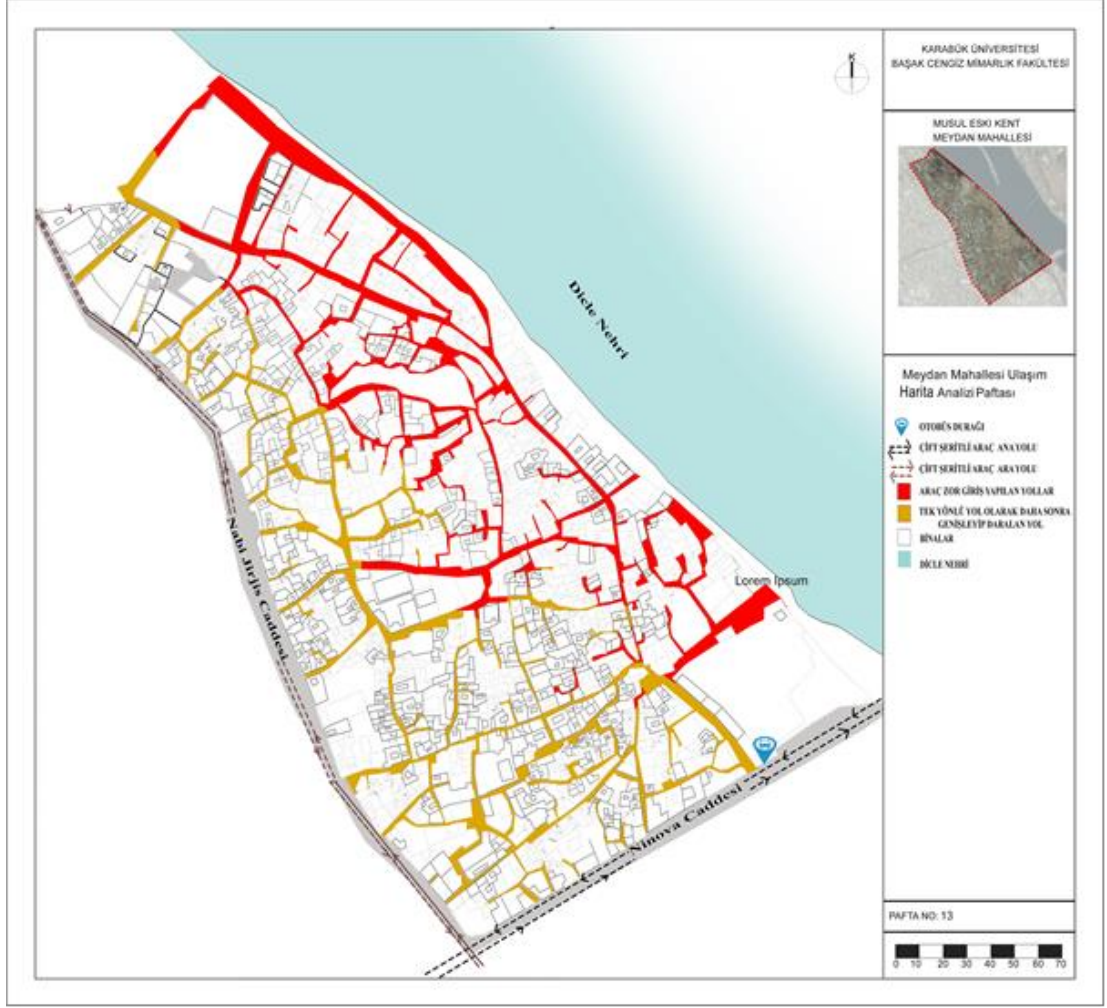 K
KARABÜK ÜNİVERSİTESİ
BAŞAK CENGİZ MİMARLIK FAKÜLTESİ
MUSUL ESKI KENT
MEYDAN MAHALLESİ
Dicle Nehri
Meydan Mahallesi Ulaşım
Harita Analizi Paftası
OTOBÜS DURAĞI
ÇİFT ŞERİTLİ ARAÇ ANA YOLU
ÇİFT ŞERİTLİ ARAÇ ARA YOLU
ARAÇ ZOR GİRİŞ YAPILAN YOLLAR
TEK YÖNLÜ YOL OLARAK DAHA SONRA
GENİŞLEYİP DARALAN YOL
BİNALAR
DİCLE NEHRİ
Nabi Jirjis Caddesi
Lorem Ipsum
Ninova Caddesi
PAFTA NO: 13
0 10 20 30 40 50 60 70